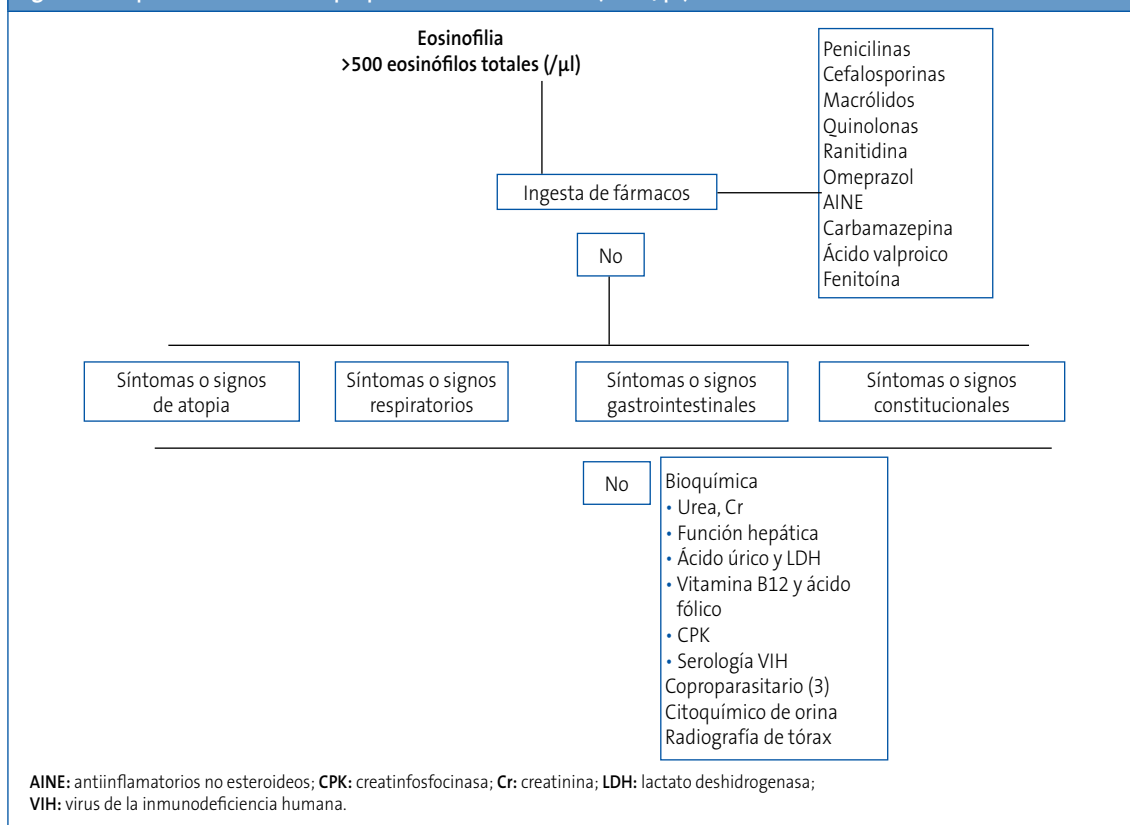 Eosinofilia
>500 eosinófilos totales (/µl)
Penicilinas
Cefalosporinas
Macrólidos
Quinolonas
Ranitidina
Omeprazol
AINE
Carbamazepina
Ácido valproico
Fenitoína
Ingesta de fármacos
No
Síntomas o signos
de atopia
Síntomas o signos
respiratorios
Síntomas o signos
gastrointestinales
Síntomas o signos
constitucionales
No
Bioquímica
• Urea, Cr
• Función hepática
• Ácido úrico y LDH
• Vitamina B12 y ácido
fólico
• CPK
• Serología VIH
Coproparasitario (3)
Citoquímico de orina
Radiografía de tórax
AINE: antiinflamatorios no esteroideos; CPK: creatinfosfocinasa; Cr: creatinina; LDH: lactato deshidrogenasa;
VIH: virus de la inmunodeficiencia humana.